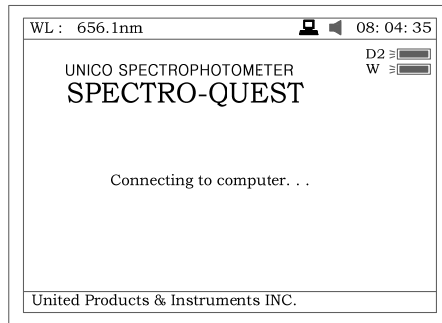 WL : 656.1nm 08: 04: 35
D2
UNICO SPECTROPHOTOMETER W
SPECTRO-QUEST
Connecting to computer. . .
United Products & Instruments INC.